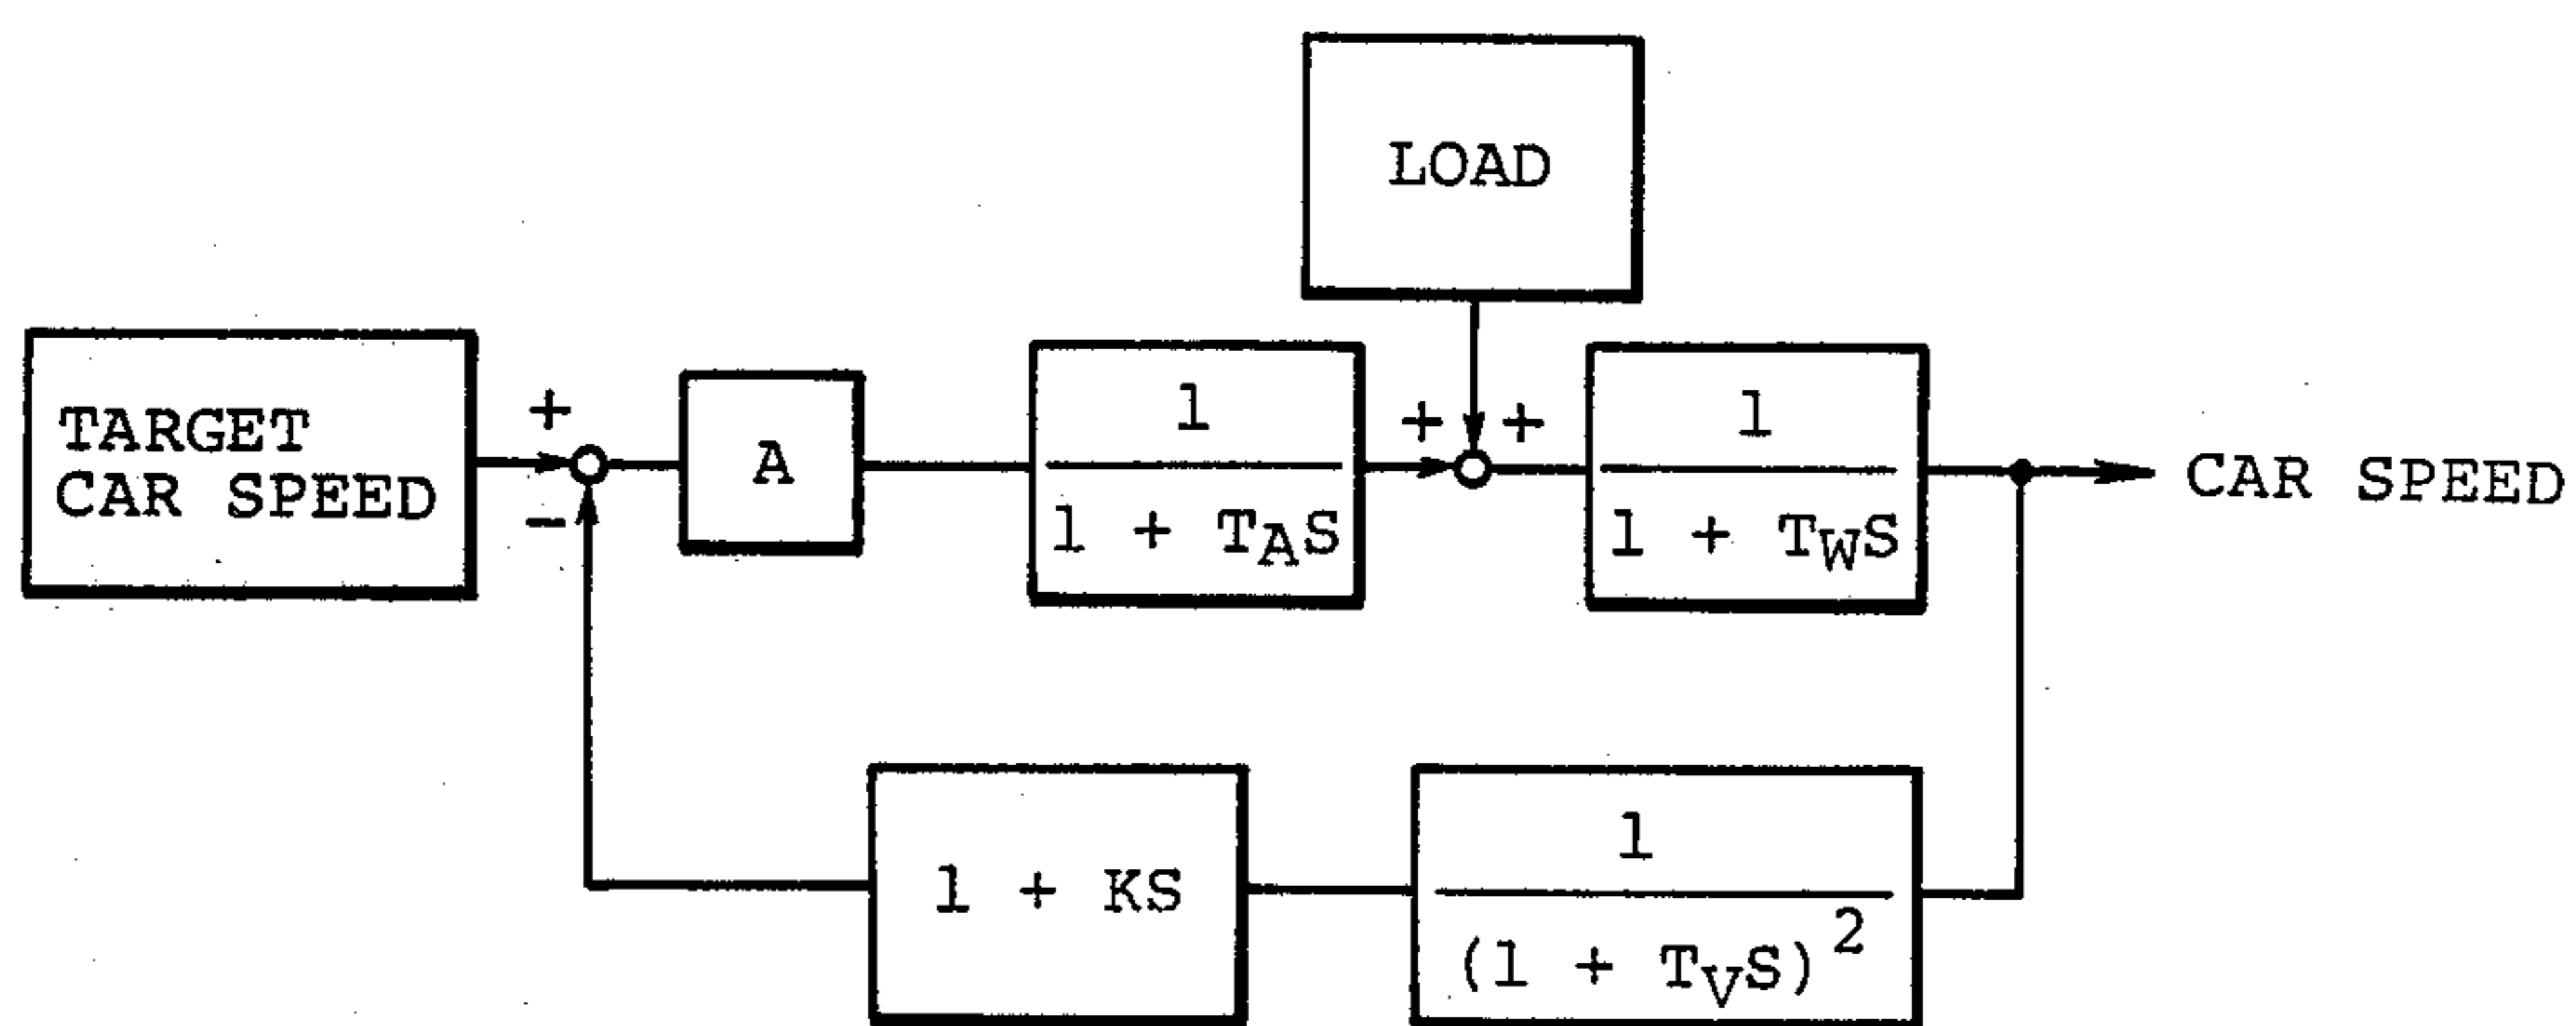 LOAD
TARGET
CAR SPEED
+
−
A
1
1 + TAS
+
+
1
1 + TWS
CAR SPEED
1 + KS
1
(1 + TVS)2